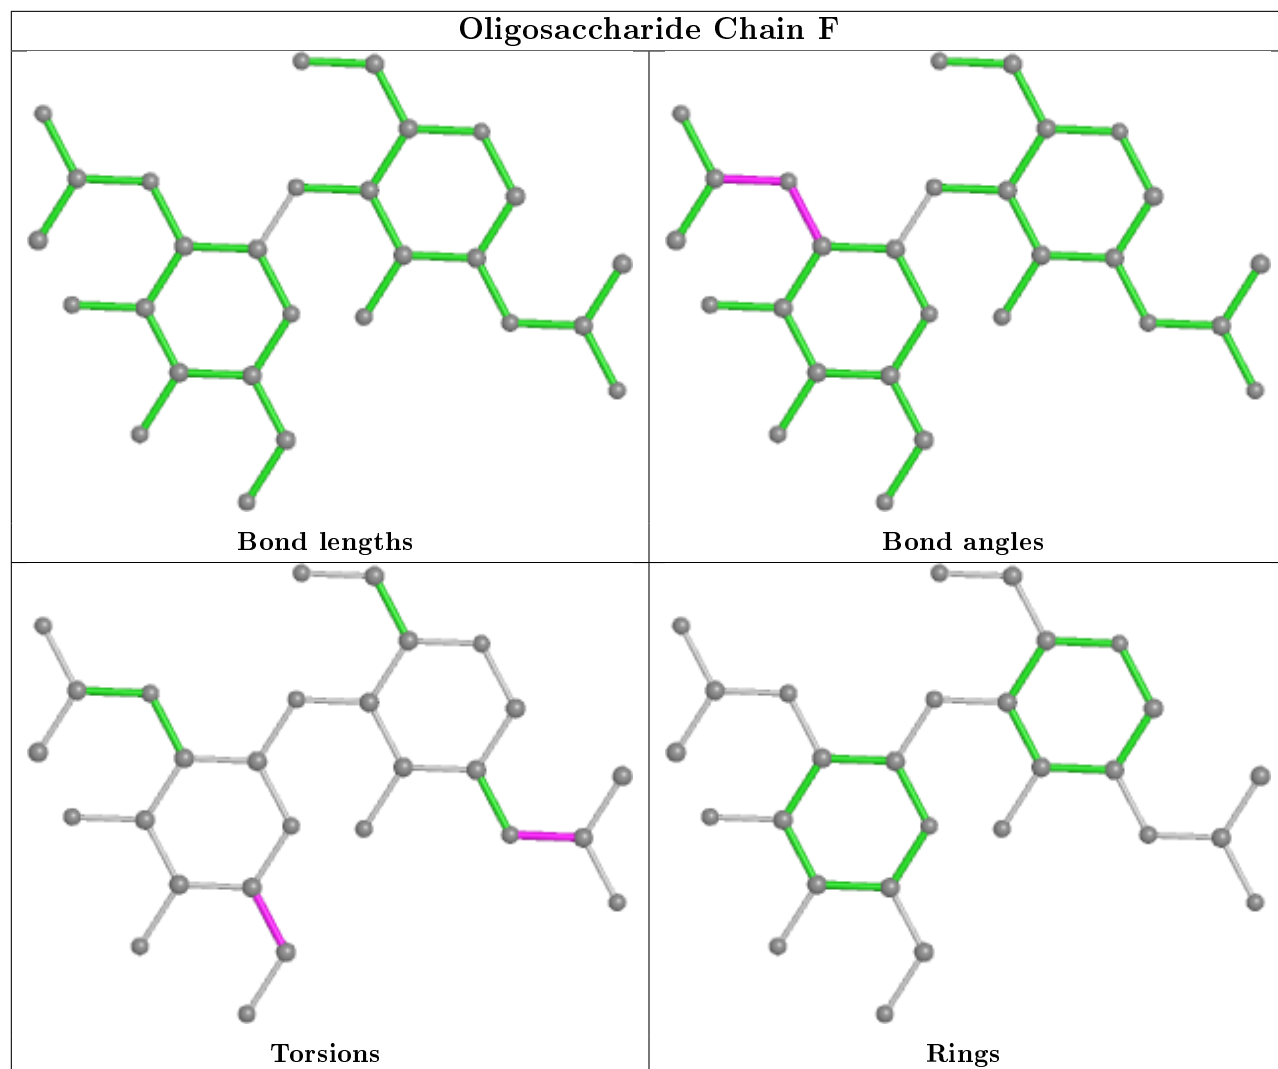 Oligosaccharide Chain F
Bond lengths
Bond angles
Torsions
Rings